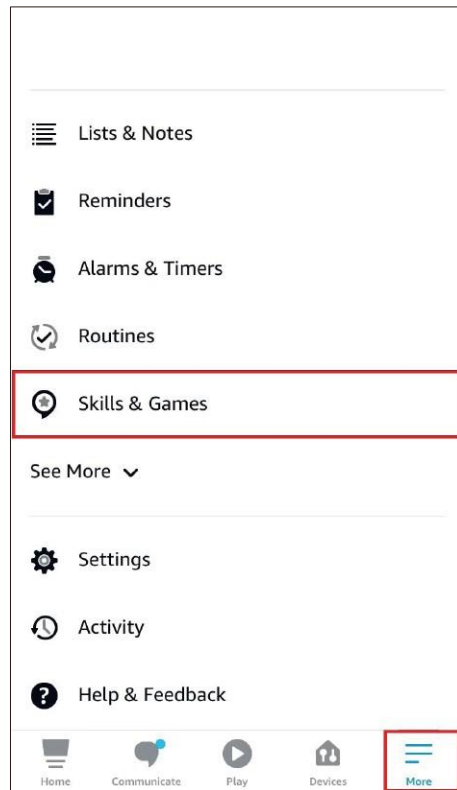 Lists & Notes
Reminders
Alarms & Timers
Routines
Skills & Games
See More
Settings
Activity
Help & Feedback
Home Communicate Play Devices More